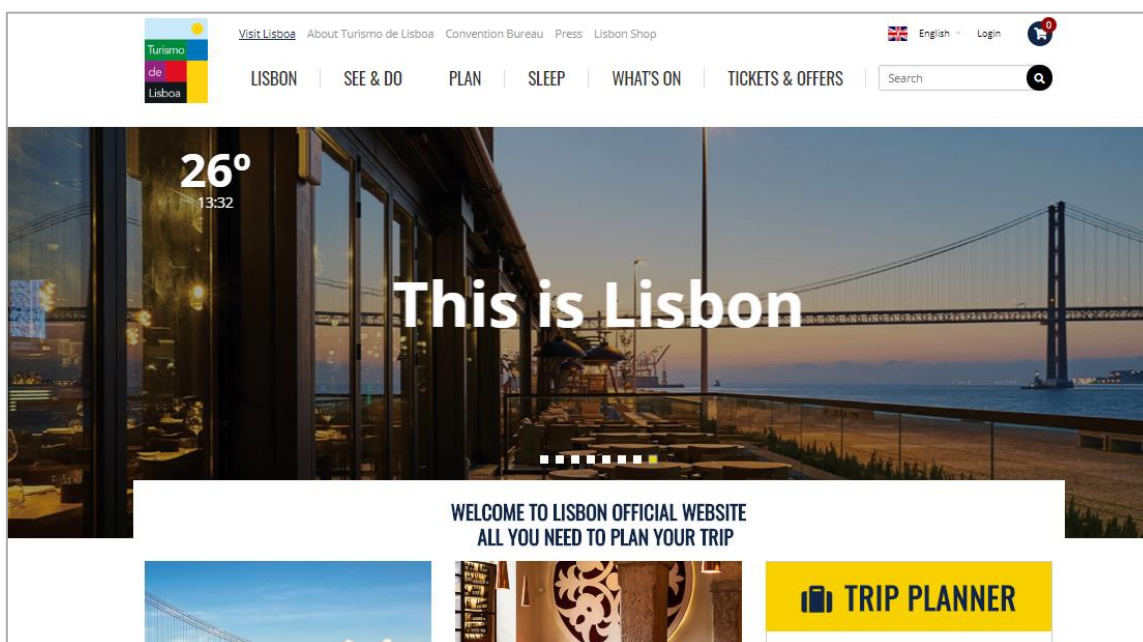 Turismo
de
Lisboa
Visit Lisboa About Turismo de Lisboa Convention Bureau Press Lisbon Shop
English Login 0
LISBON SEE & DO PLAN SLEEP WHAT'S ON TICKETS & OFFERS Search
26º
13:32
This is Lisbon
WELCOME TO LISBON OFFICIAL WEBSITE
ALL YOU NEED TO PLAN YOUR TRIP
TRIP PLANNER